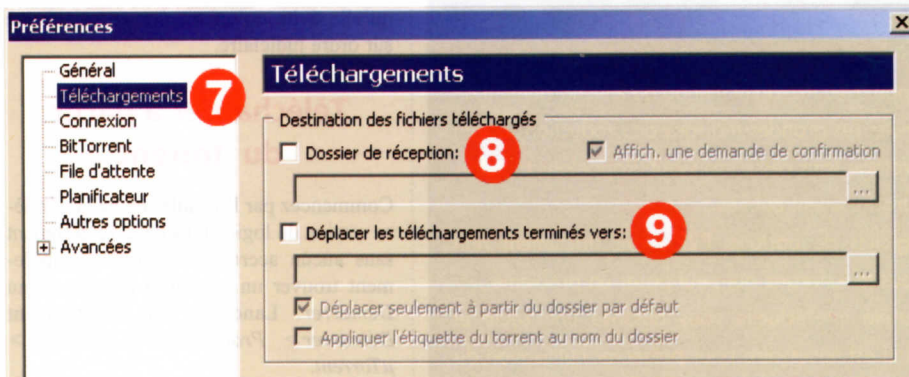 Préférences
Général
Téléchargements
Connexion
BitTorrent
File d'attente
Planificateur
Autres options
Avancées
7
Téléchargements
Destination des fichiers téléchargés
Dossier de réception:
8
Affich. une demande de confirmation
...
Déplacer les téléchargements terminés vers:
9
...
Déplacer seulement à partir du dossier par défaut
Appliquer l'étiquette du torrent au nom du dossier